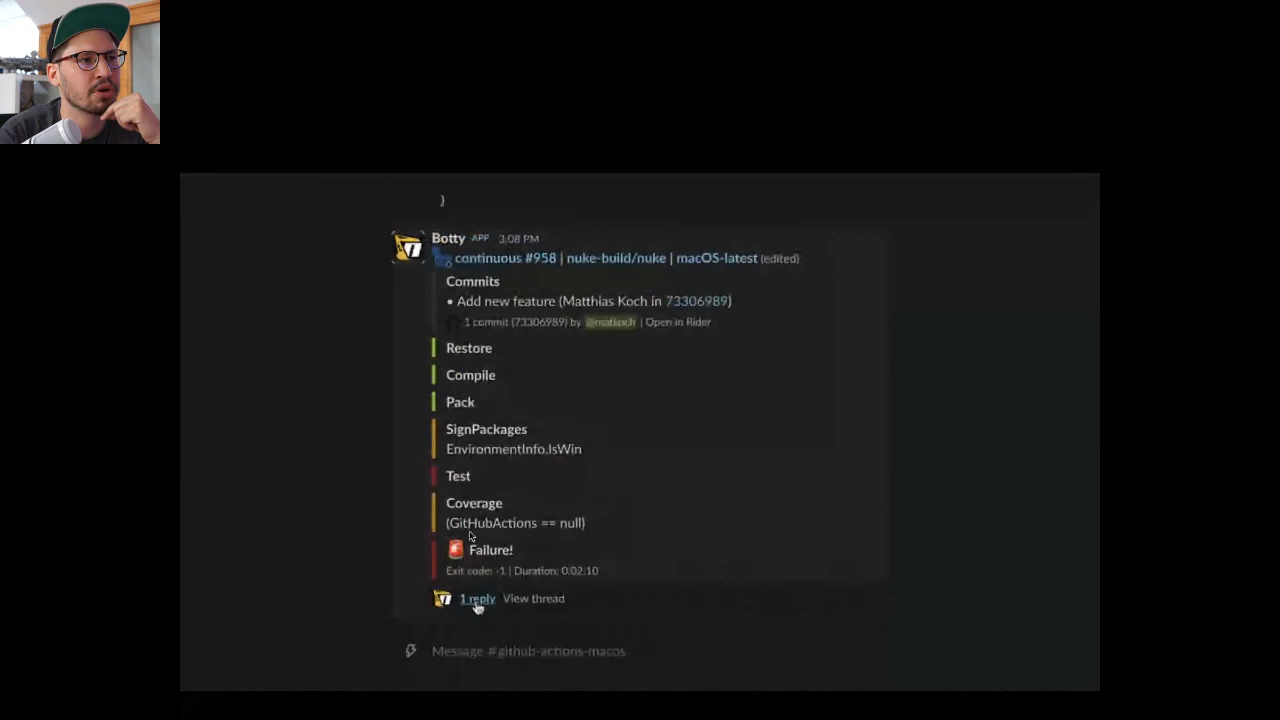 }
Botty APP 3:08 PM
continuous #958 | nuke-build/nuke | macOS-latest (edited)
Commits
• Add new feature (Matthias Koch in 73306989)
1 commit (73306989) by @matkoch | Open in Rider
Restore
Compile
Pack
SignPackages
EnvironmentInfo.IsWin
Test
Coverage
(GitHubActions == null)
Failure!
Exit code: -1 | Duration: 0:02:10
1 reply View thread
Message #github-actions-macos